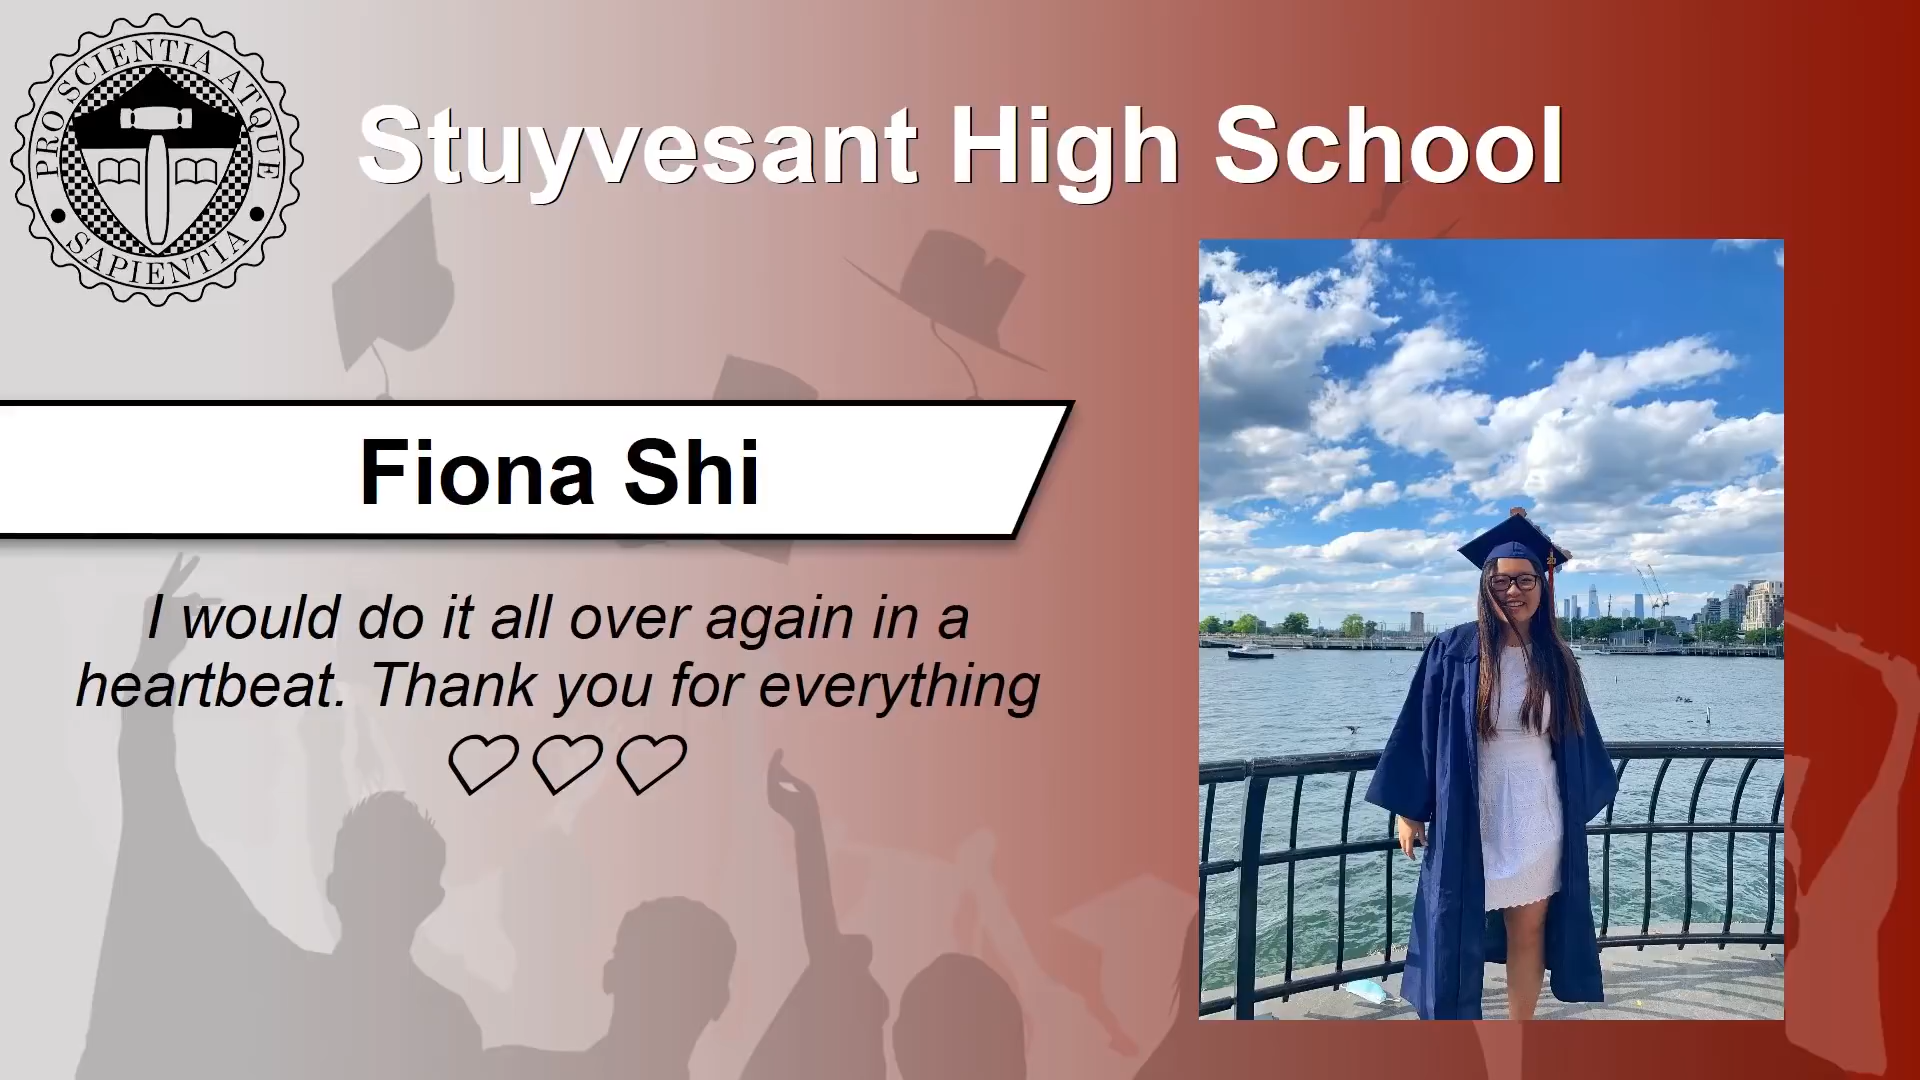 PRO SCIENTIA ATQUE
SAPIENTIA
Stuyvesant High School
Fiona Shi
I would do it all over again in a
heartbeat. Thank you for everything
♡♡♡
20